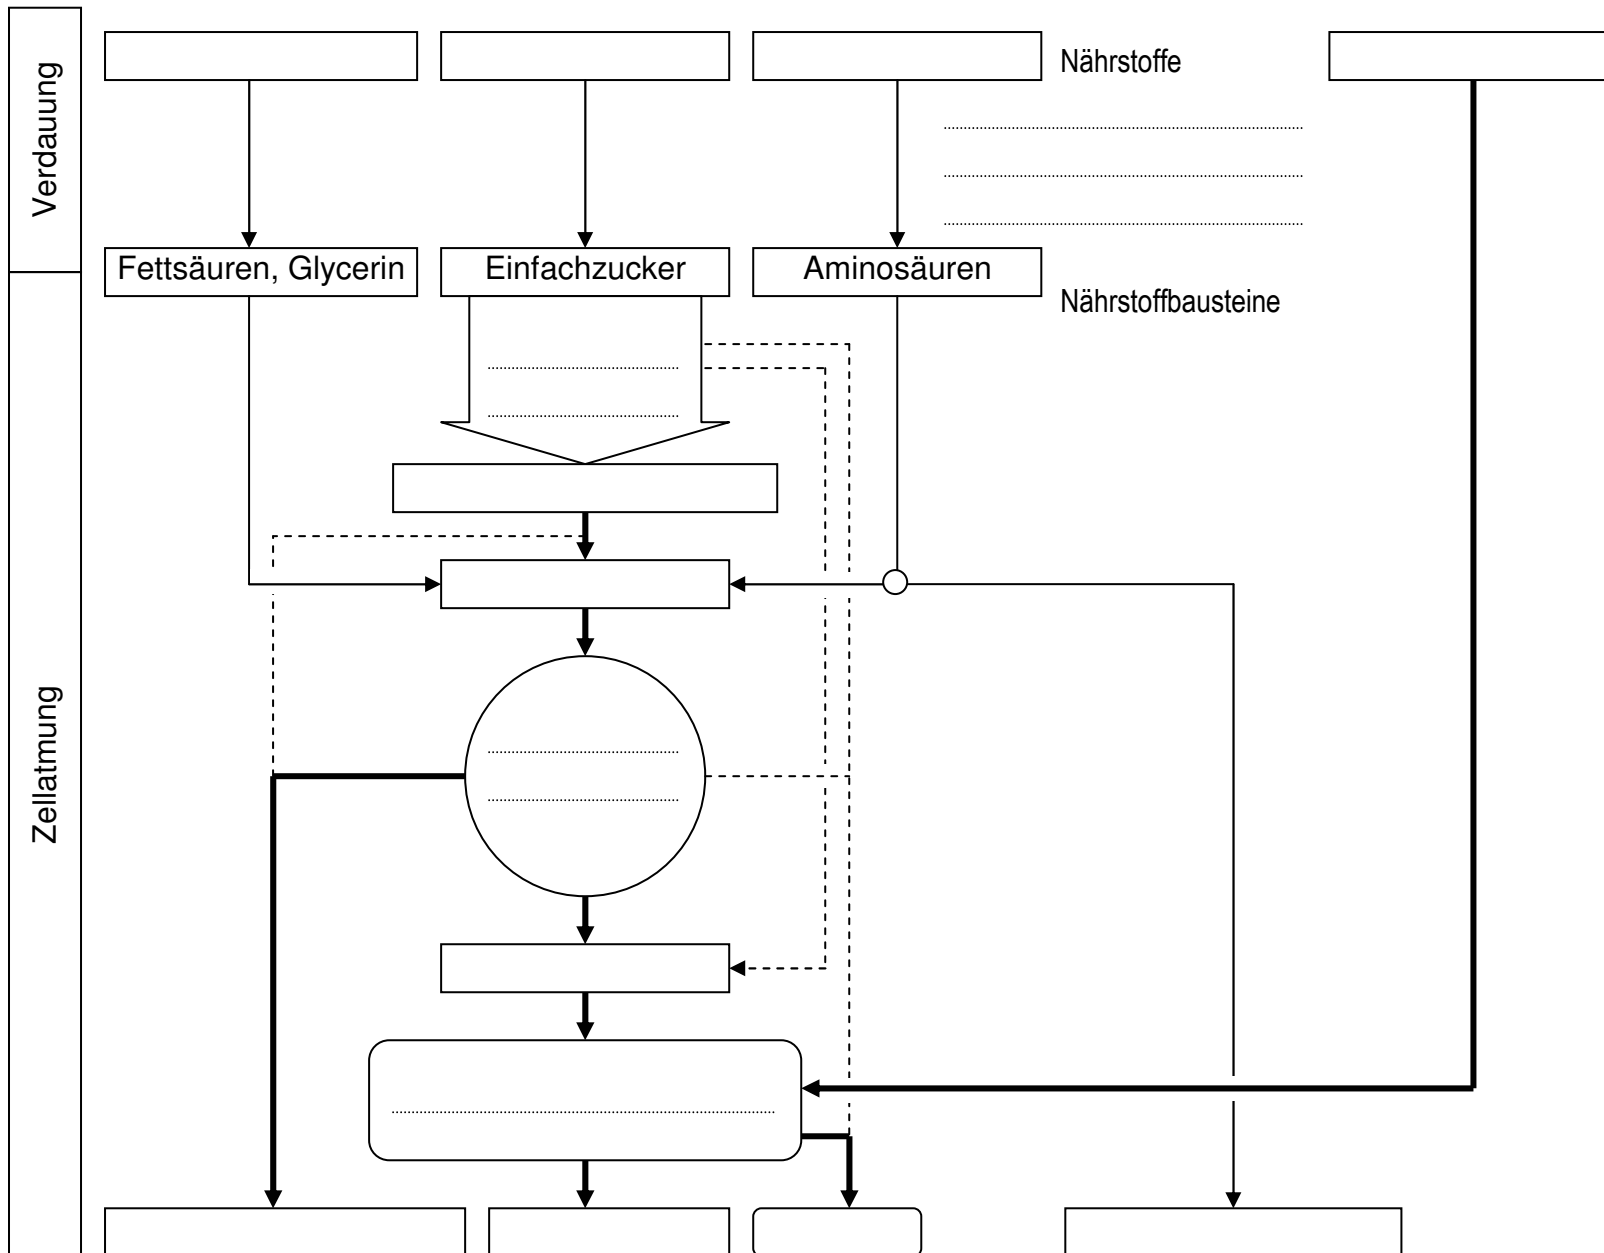 Verdauung
Nährstoffe
Fettsäuren, Glycerin
Einfachzucker
Aminosäuren
Nährstoffbausteine
Zellatmung